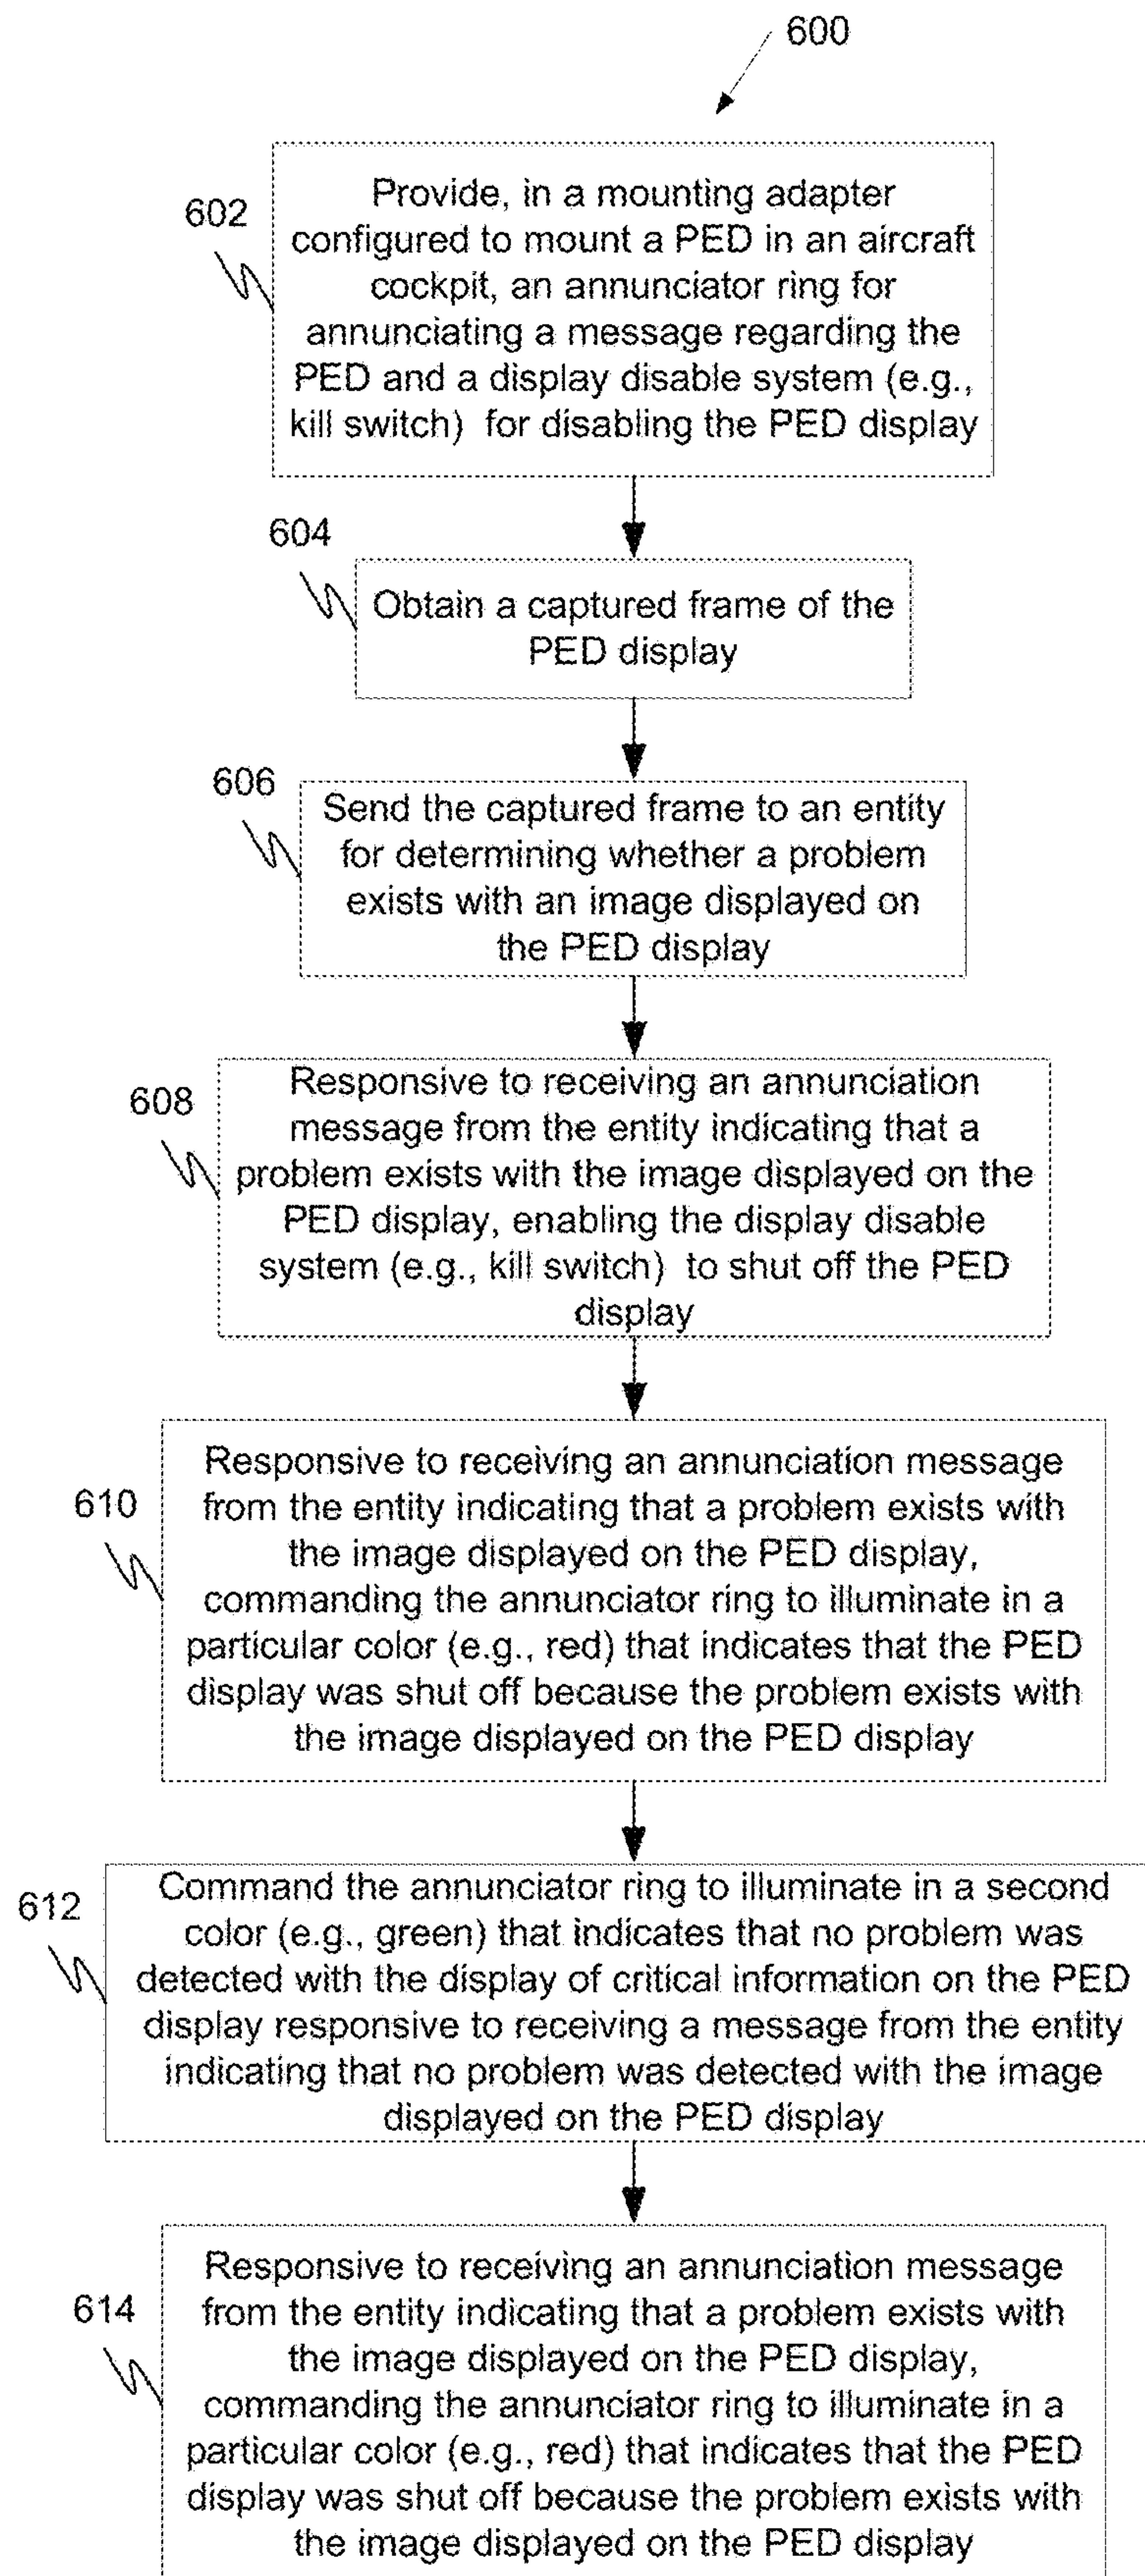 600
602
Provide, in a mounting adapter
configured to mount a PED in an aircraft
cockpit, an annunciator ring for
annunciating a message regarding the
PED and a display disable system (e.g.,
kill switch) for disabling the PED display
604
Obtain a captured frame of the
PED display
606
Send the captured frame to an entity
for determining whether a problem
exists with an image displayed on
the PED display
608
Responsive to receiving an annunciation
message from the entity indicating that a
problem exists with the image displayed on the
PED display, enabling the display disable
system (e.g., kill switch) to shut off the PED
display
610
Responsive to receiving an annunciation message
from the entity indicating that a problem exists with
the image displayed on the PED display,
commanding the annunciator ring to illuminate in a
particular color (e.g., red) that indicates that the PED
display was shut off because the problem exists with
the image displayed on the PED display
612
Command the annunciator ring to illuminate in a second
color (e.g., green) that indicates that no problem was
detected with the display of critical information on the PED
display responsive to receiving a message from the entity
indicating that no problem was detected with the image
displayed on the PED display
614
Responsive to receiving an annunciation message
from the entity indicating that a problem exists with
the image displayed on the PED display,
commanding the annunciator ring to illuminate in a
particular color (e.g., red) that indicates that the PED
display was shut off because the problem exists with
the image displayed on the PED display